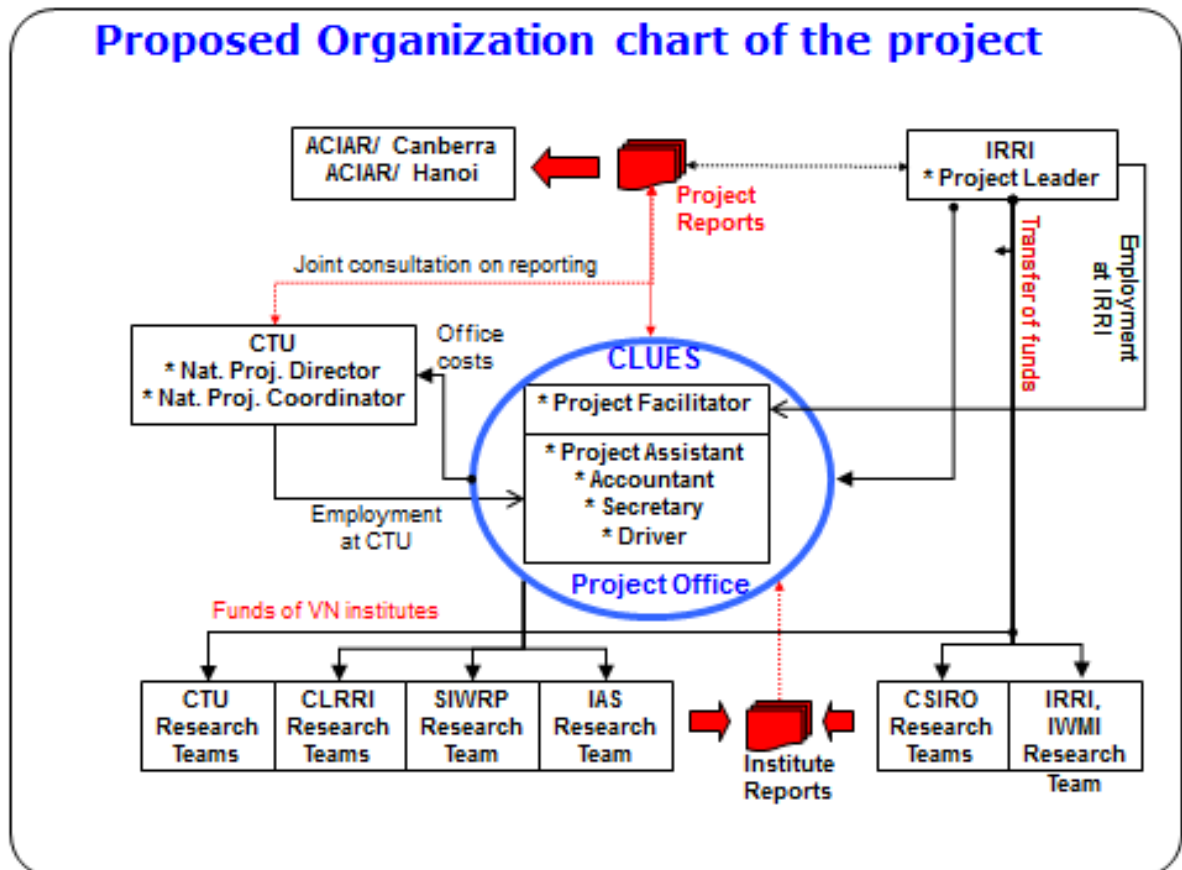 Proposed Organization chart of the project
ACIAR/ Canberra
ACIAR/ Hanoi
Project
Reports
IRRI
* Project Leader
Transfer of funds
Employment
at IRRI
Joint consultation on reporting
CTU
* Nat. Proj. Director
* Nat. Proj. Coordinator
Office
costs
CLUES
* Project Facilitator
* Project Assistant
* Accountant
* Secretary
* Driver
Project Office
Employment
at CTU
Funds of VN institutes
CTU
Research
Teams
CLRRI
Research
Teams
SIWRP
Research
Team
IAS
Research
Team
Institute
Reports
CSIRO
Research
Teams
IRRI,
IWMI
Research
Team